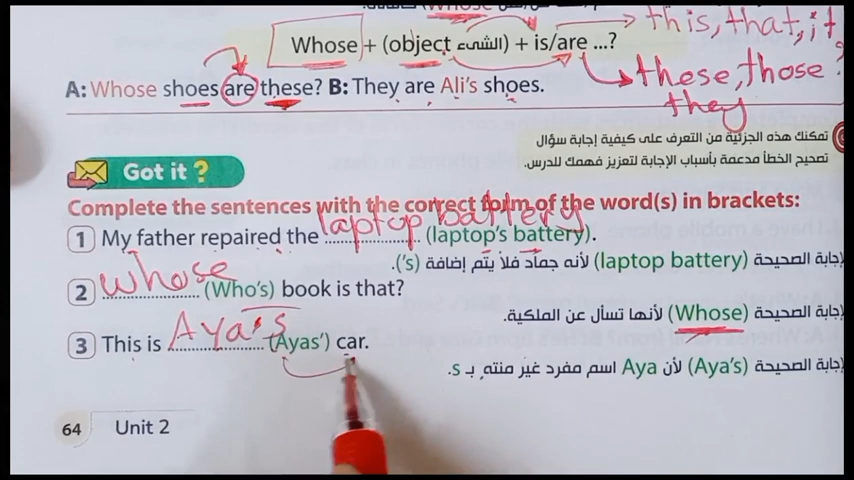 Whose
this, that, it
Whose + (object الشىء) + is/are ...?
these, those
they
A: Whose shoes are these? B: They are Ali's shoes.
تمكنك هذه الجزئية من التعرف على كيفية إجابة سؤال
تصحيح الخطأ مدعمة بأسباب الإجابة لتعزيز فهمك للدرس.
Got it ?
Complete the sentences with the correct form of the word(s) in brackets:
laptop battery
1 My father repaired the .................... (laptop's battery).
إجابة الصحيحة (laptop battery) لأنه جماد فلا يتم إضافة (s').
whose
2 .................... (Who's) book is that?
إجابة الصحيحة (Whose) لأنها تسأل عن الملكية.
Aya's
3 This is .................... (Ayas') car.
إجابة الصحيحة (Aya's) لأن Aya اسم مفرد غير منتهٍ بـ s.
64 Unit 2